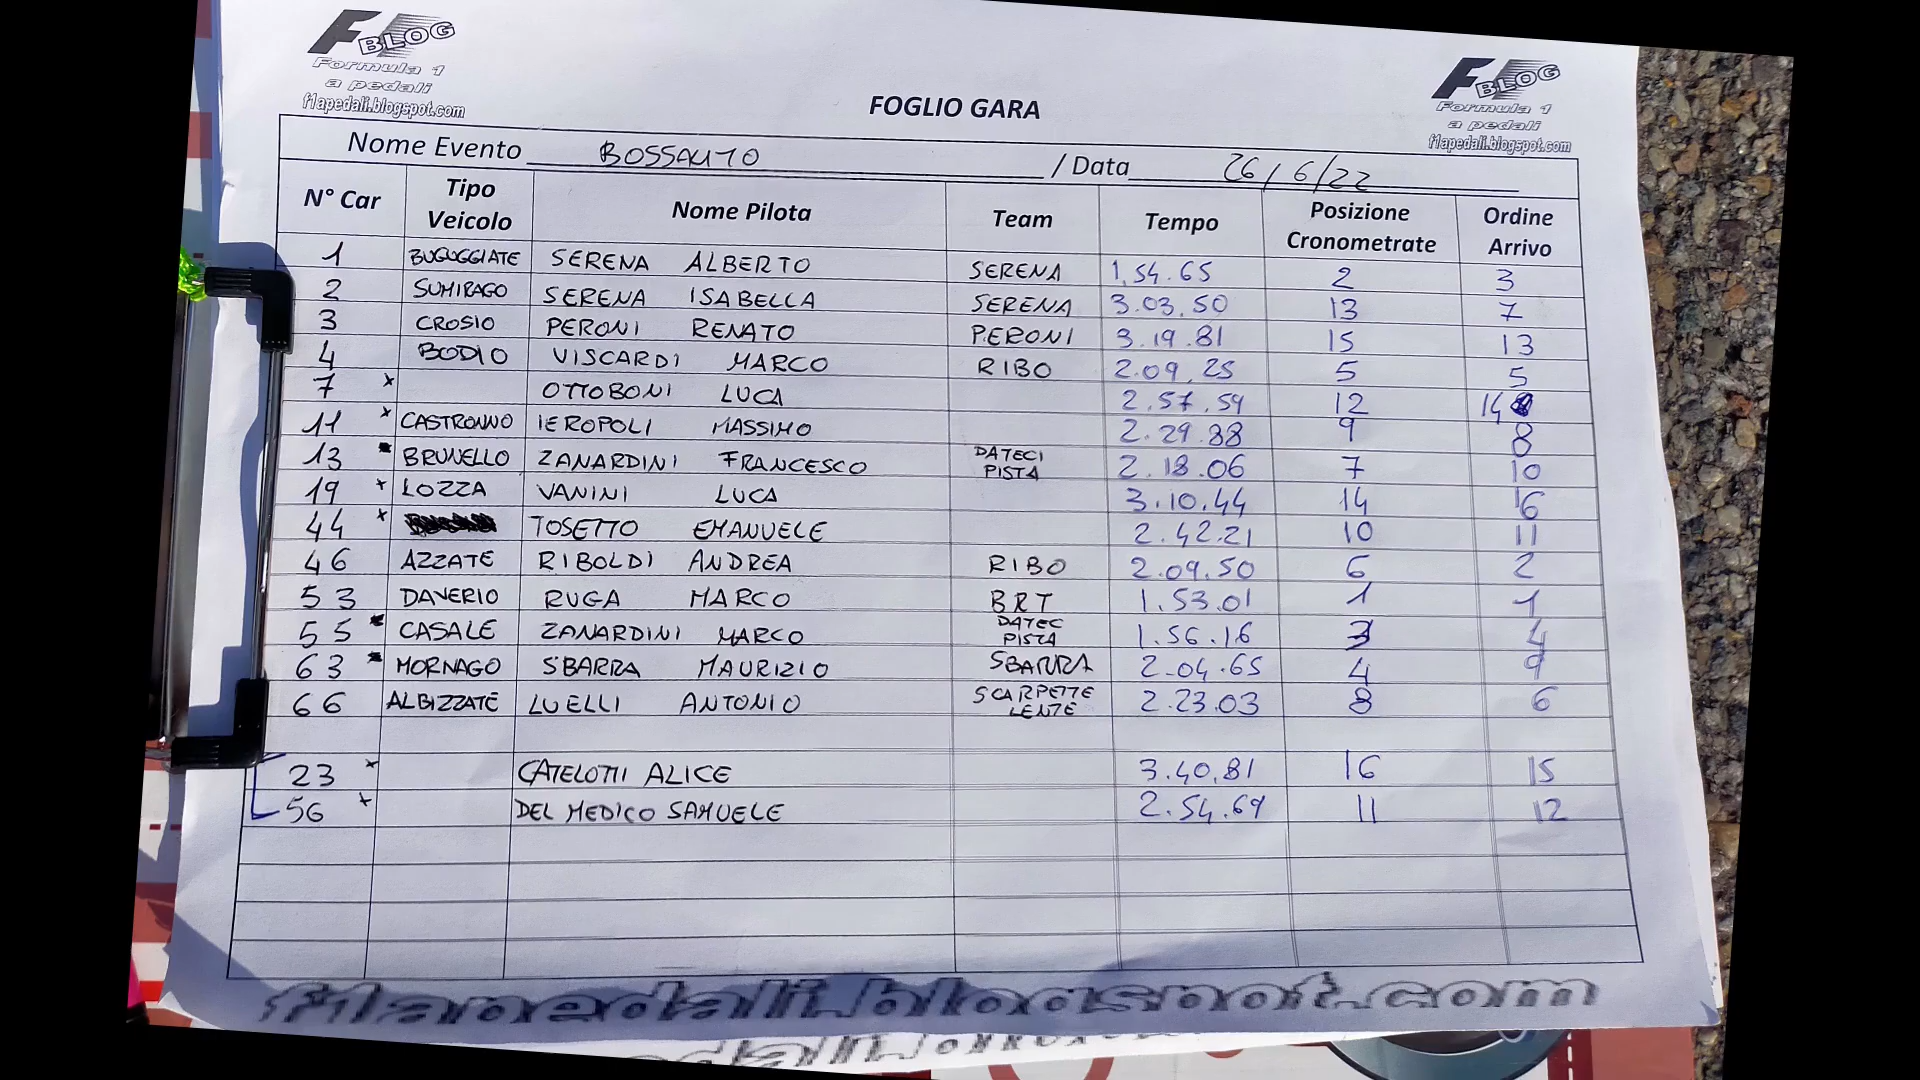 F BLOG
Formula 1
a pedali
f1apedali.blogspot.com
FOGLIO GARA
F BLOG
Formula 1
a pedali
f1apedali.blogspot.com
Nome Evento BOSSAUTO / Data 26/6/22
N° Car Tipo Veicolo Nome Pilota Team Tempo Posizione Cronometrate Ordine Arrivo
1 BUGUGGIATE SERENA ALBERTO SERENA 1.54.65 2 3
2 SUMIRAGO SERENA ISABELLA SERENA 3.03.50 13 7
3 CROSIO PERONI RENATO PERONI 3.19.81 15 13
4 BODIO VISCARDI MARCO RIBO 2.09.25 5 5
7 x OTTOBONI LUCA 2.57.59 12 14
11 x CASTRONNO IEROPOLI MASSIMO 2.29.88 9 8
13 BRUNELLO ZANARDINI FRANCESCO DATECI PISTA 2.18.06 7 10
19 x LOZZA VANINI LUCA 3.10.44 14 16
44 x TOSETTO EMANUELE 2.42.21 10 11
46 AZZATE RIBOLDI ANDREA RIBO 2.09.50 6 2
53 DAVERIO RUGA MARCO BRT 1.53.01 1 1
55 CASALE ZANARDINI MARCO DATEC PISTA 1.56.16 3 4
63 MORNAGO SBARRA MAURIZIO SBARRA 2.04.65 4 9
66 ALBIZZATE LUELLI ANTONIO SCARPETTE LENTE 2.23.03 8 6
23 x CATELOTTI ALICE 3.40.81 16 15
56 x DEL MEDICO SAMUELE 2.54.69 11 12
f1apedali.blogspot.com